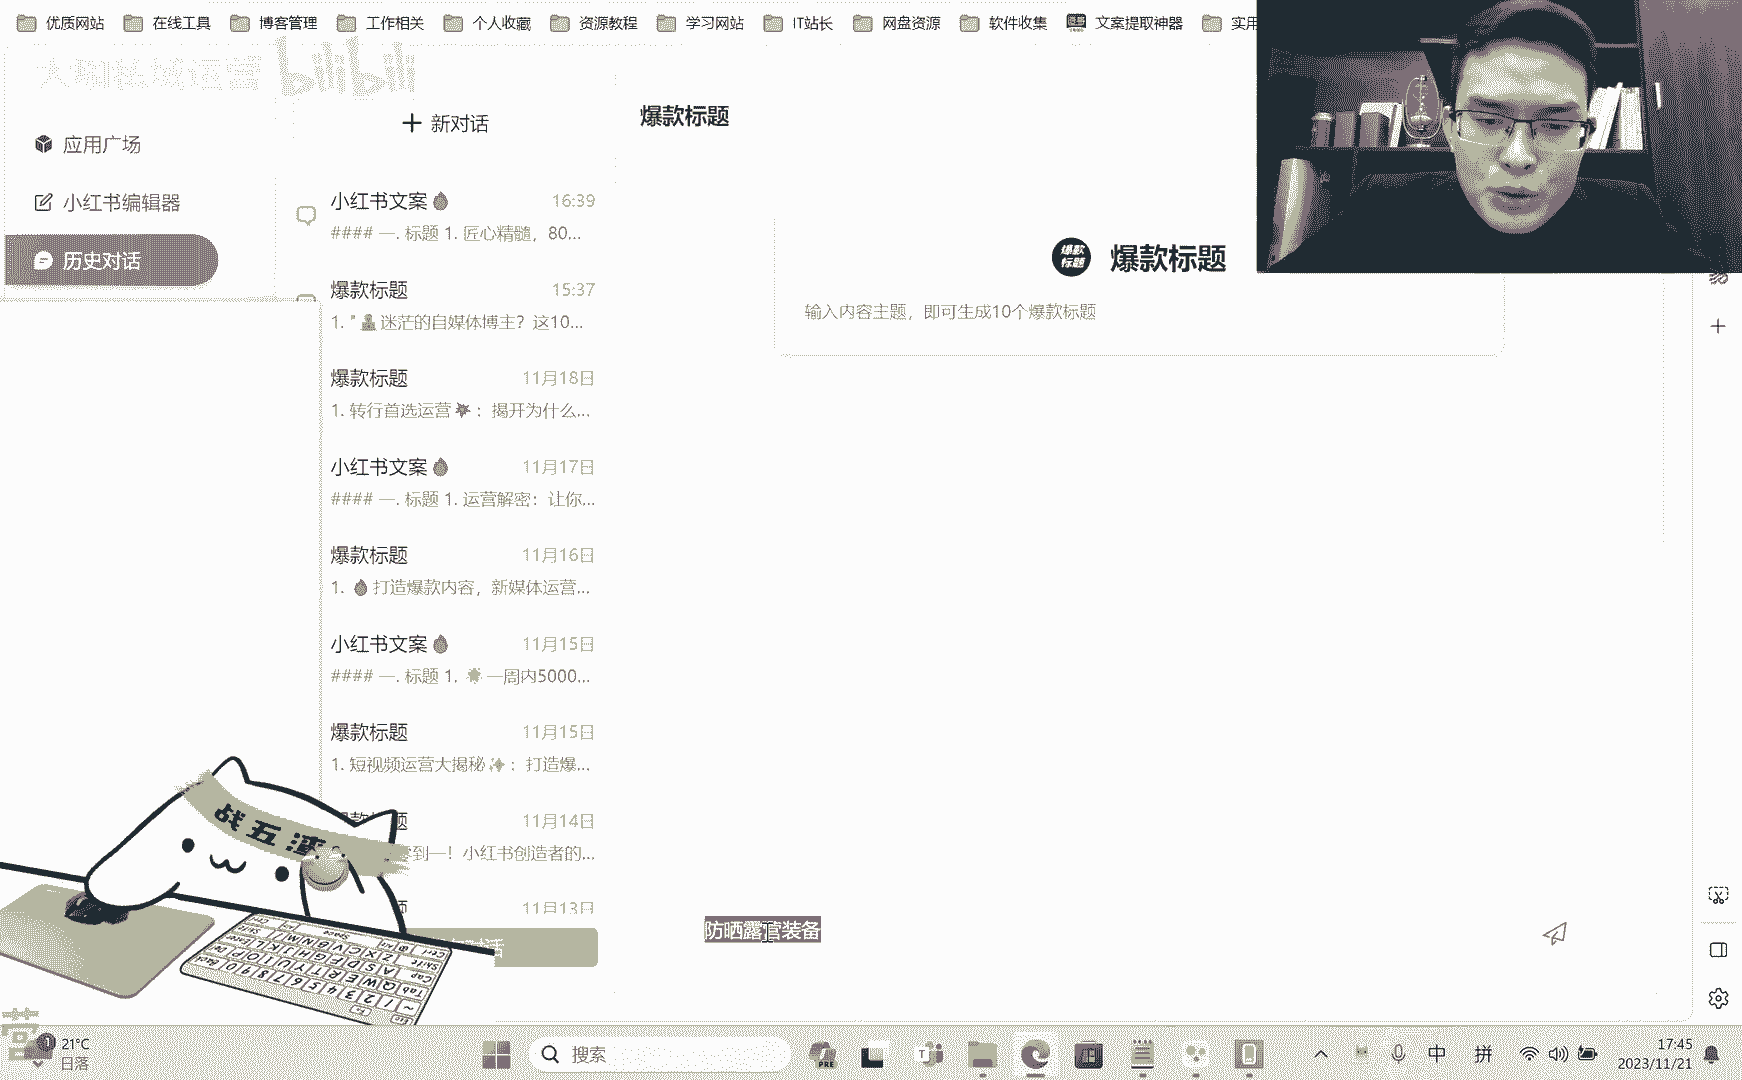 优质网站 在线工具 博客管理 工作相关 个人收藏 资源教程 学习网站 IT站长 网盘资源 软件收集 文案提取神器 实用
bilibili
应用广场
小红书编辑器
历史对话
+ 新对话
小红书文案 16:39
#### 一. 标题 1. 匠心精髓，80...
爆款标题 15:37
1. "迷茫的自媒体博主？这10...
爆款标题 11月18日
1. 转行首选运营：揭开为什么...
小红书文案 11月17日
#### 一. 标题 1. 运营解密：让你...
爆款标题 11月16日
1. 打造爆款内容，新媒体运营...
小红书文案 11月15日
#### 一. 标题 1. 一周内5000...
爆款标题 11月15日
1. 短视频运营大揭秘：打造爆...
题 11月14日
到一！小红书创造者的...
11月13日
话
爆款标题
爆款标题
爆款标题
输入内容主题，即可生成10个爆款标题
防晒露营装备
战五渣
营
1
21°C
日落
搜索
PRE
中
拼
17:45
2023/11/21